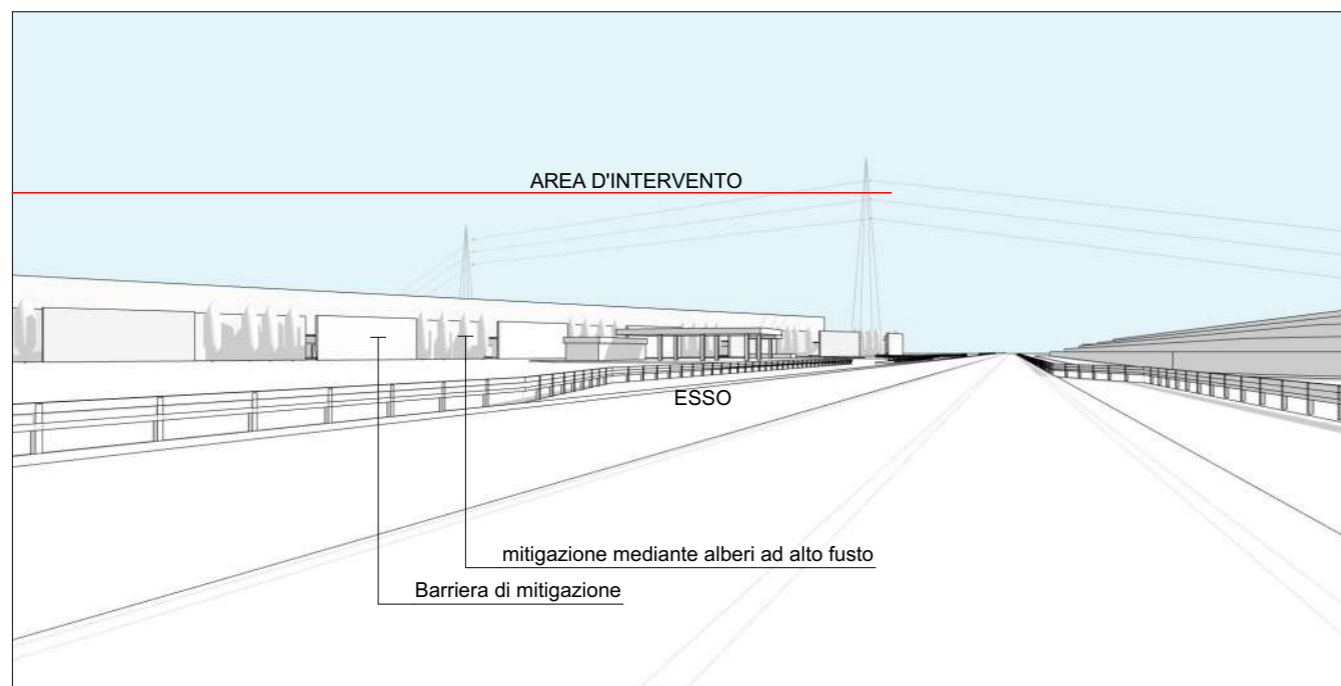 AREA D'INTERVENTO
ESSO
mitigazione mediante alberi ad alto fusto
Barriera di mitigazione